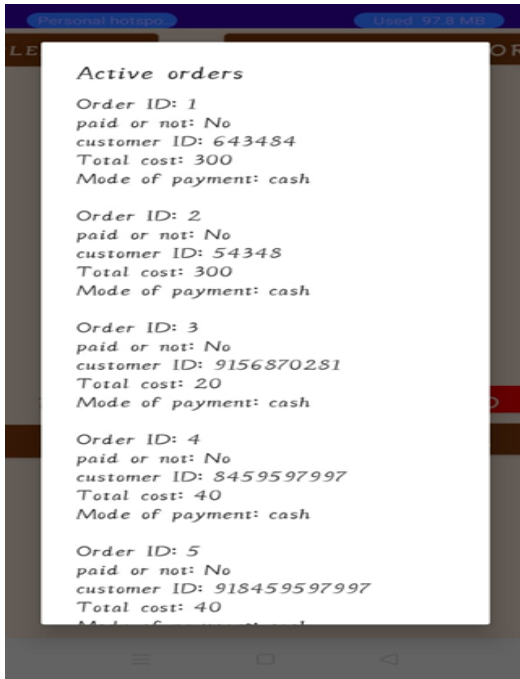 Personal hotspo...
Used 97.8 MB
LE
OR
Active orders
Order ID: 1
paid or not: No
customer ID: 643484
Total cost: 300
Mode of payment: cash
Order ID: 2
paid or not: No
customer ID: 54348
Total cost: 300
Mode of payment: cash
Order ID: 3
paid or not: No
customer ID: 9156870281
Total cost: 20
Mode of payment: cash
Order ID: 4
paid or not: No
customer ID: 8459597997
Total cost: 40
Mode of payment: cash
Order ID: 5
paid or not: No
customer ID: 918459597997
Total cost: 40